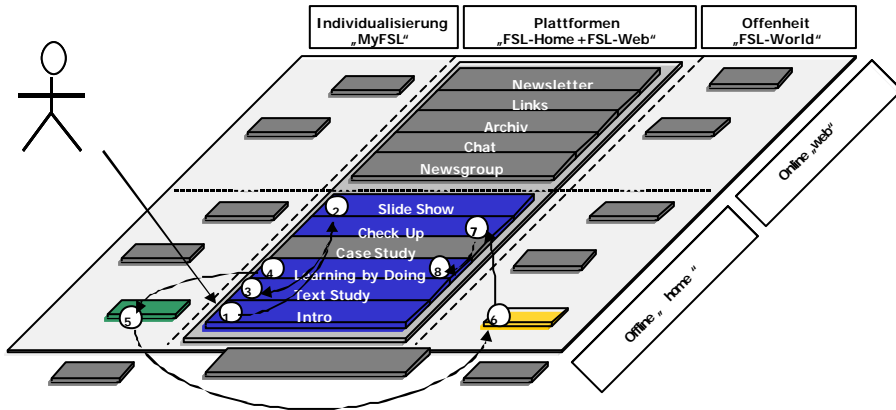 Individualisierung
„MyFSL“
Plattformen
„FSL-Home+FSL-Web“
Offenheit
„FSL-World“
Newsletter
Links
Archiv
Chat
Newsgroup
Online „web“
2
Slide Show
7
Check Up
Case Study
4
Learning by Doing
8
3
Text Study
1
Intro
5
6
Offline „ home “